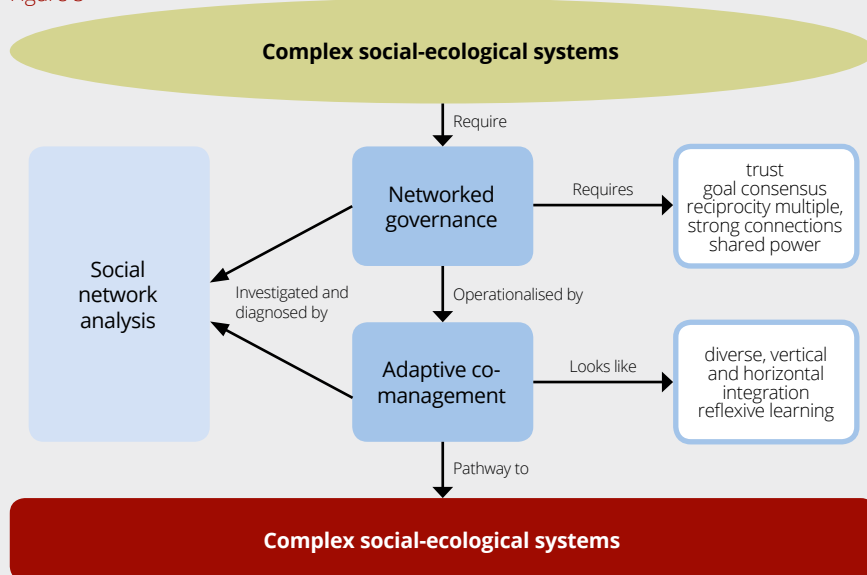 Complex social-ecological systems
Require
Networked
governance
Requires
trust
goal consensus
reciprocity multiple,
strong connections
shared power
Social
network
analysis
Investigated and
diagnosed by
Operationalised by
Adaptive co-
management
Looks like
diverse, vertical
and horizontal
integration
reflexive learning
Pathway to
Complex social-ecological systems